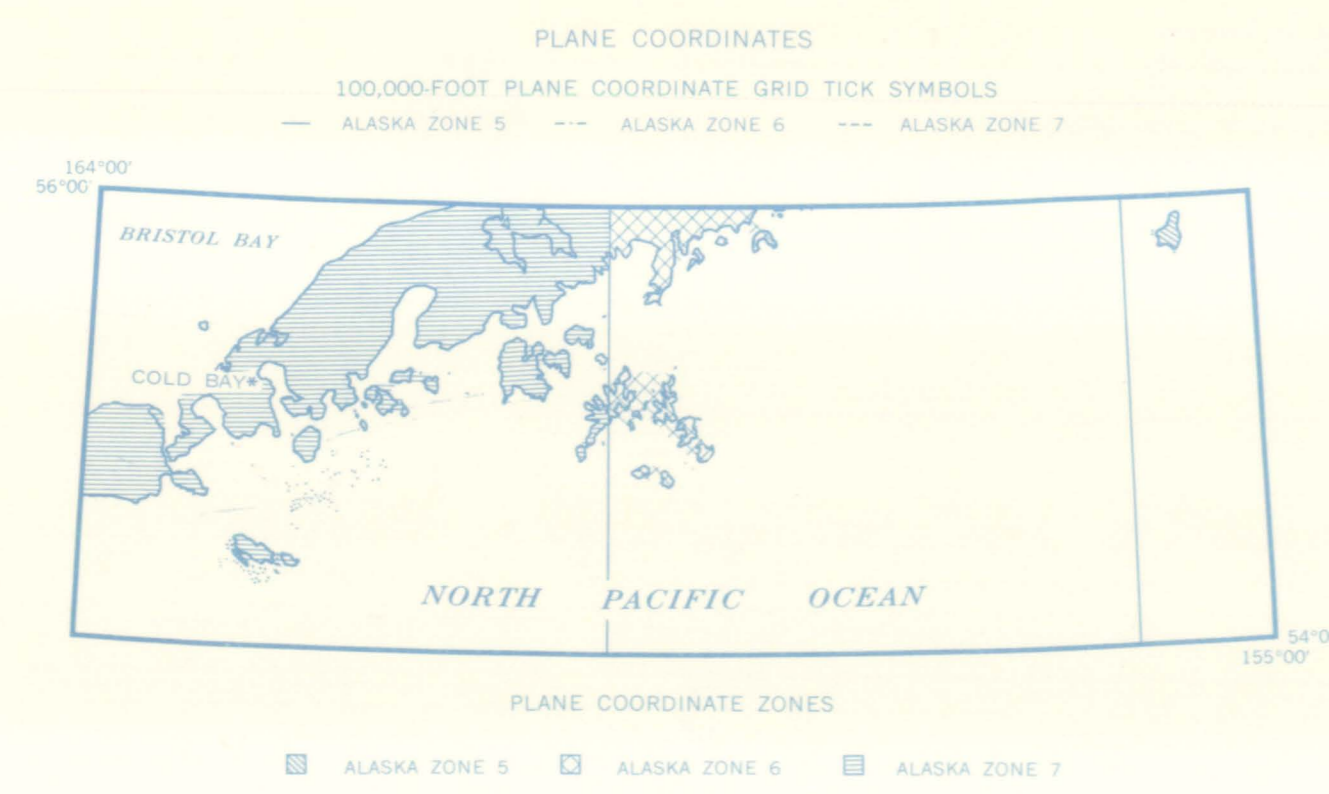 PLANE COORDINATES
100,000-FOOT PLANE COORDINATE GRID TICK SYMBOLS
ALASKA ZONE 5 ALASKA ZONE 6 ALASKA ZONE 7
164°00'
56°00'
BRISTOL BAY
COLD BAY*
NORTH PACIFIC OCEAN
54°0
155°00'
PLANE COORDINATE ZONES
ALASKA ZONE 5 ALASKA ZONE 6 ALASKA ZONE 7